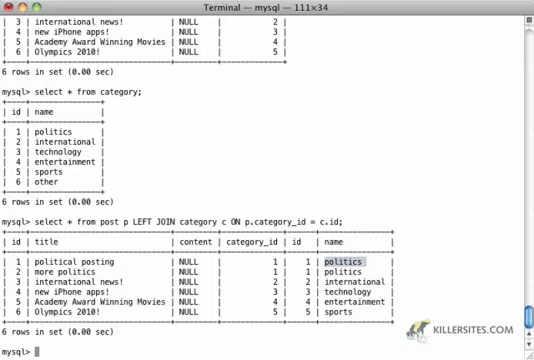 Terminal — mysql — 111×34
| 3 | international news! | NULL | 2 |
| 4 | new iPhone apps! | NULL | 3 |
| 5 | Academy Award Winning Movies | NULL | 4 |
| 6 | Olympics 2010! | NULL | 5 |
+----+------------------------------+---------+-------------+
6 rows in set (0.00 sec)
mysql> select * from category;
+----+---------------+
| id | name |
+----+---------------+
| 1 | politics |
| 2 | international |
| 3 | technology |
| 4 | entertainment |
| 5 | sports |
| 6 | other |
+----+---------------+
6 rows in set (0.00 sec)
mysql> select * from post p LEFT JOIN category c ON p.category_id = c.id;
+----+------------------------------+---------+-------------+------+---------------+
| id | title | content | category_id | id | name |
+----+------------------------------+---------+-------------+------+---------------+
| 1 | political posting | NULL | 1 | 1 | politics |
| 2 | more politics | NULL | 1 | 1 | politics |
| 3 | international news! | NULL | 2 | 2 | international |
| 4 | new iPhone apps! | NULL | 3 | 3 | technology |
| 5 | Academy Award Winning Movies | NULL | 4 | 4 | entertainment |
| 6 | Olympics 2010! | NULL | 5 | 5 | sports |
+----+------------------------------+---------+-------------+------+---------------+
6 rows in set (0.00 sec)
mysql>
KILLERSITES.COM